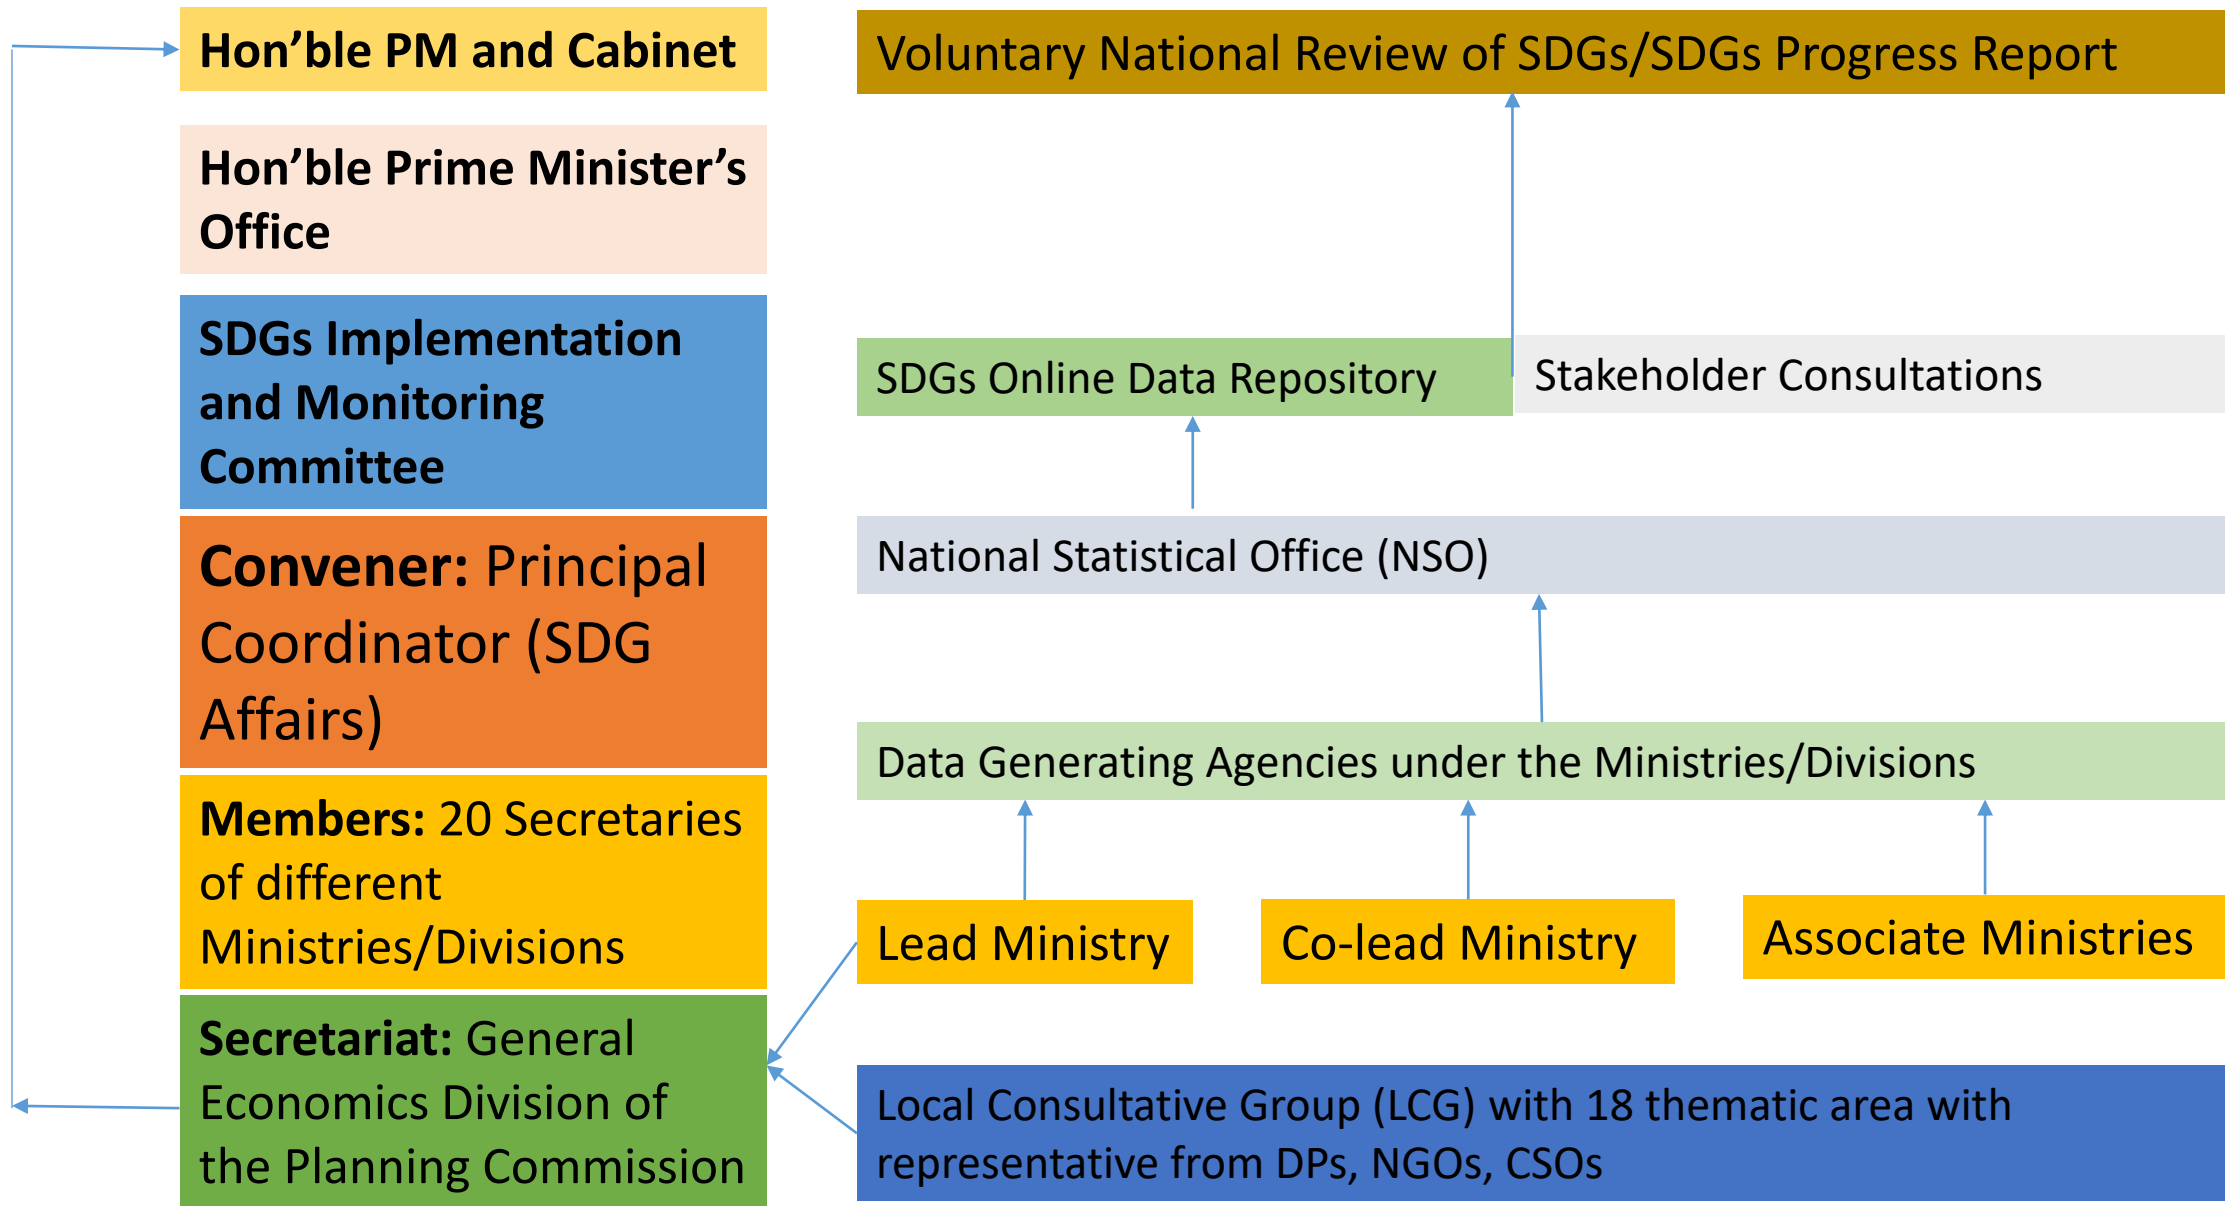 Hon’ble PM and Cabinet
Hon’ble Prime Minister’s
Office
SDGs Implementation
and Monitoring
Committee
Convener: Principal
Coordinator (SDG
Affairs)
Members: 20 Secretaries
of different
Ministries/Divisions
Secretariat: General
Economics Division of
the Planning Commission
Voluntary National Review of SDGs/SDGs Progress Report
SDGs Online Data Repository
Stakeholder Consultations
National Statistical Office (NSO)
Data Generating Agencies under the Ministries/Divisions
Lead Ministry
Co-lead Ministry
Associate Ministries
Local Consultative Group (LCG) with 18 thematic area with
representative from DPs, NGOs, CSOs